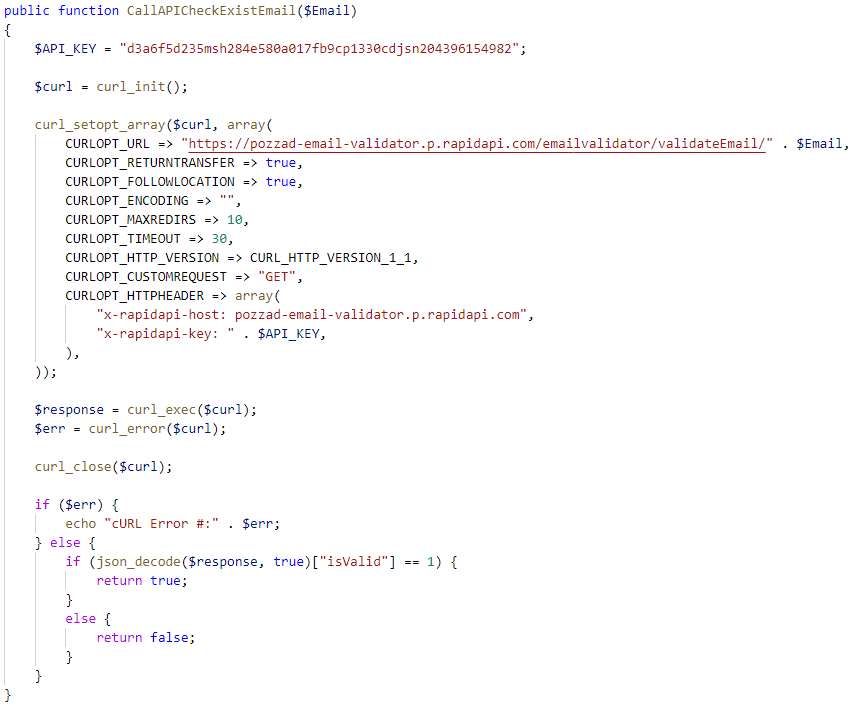 public function CallAPICheckExistEmail($Email)
{
    $API_KEY = "d3a6f5d235msh284e580a017fb9cp1330cdjsn204396154982";

    $curl = curl_init();

    curl_setopt_array($curl, array(
        CURLOPT_URL => "https://pozzad-email-validator.p.rapidapi.com/emailvalidator/validateEmail/" . $Email,
        CURLOPT_RETURNTRANSFER => true,
        CURLOPT_FOLLOWLOCATION => true,
        CURLOPT_ENCODING => "",
        CURLOPT_MAXREDIRS => 10,
        CURLOPT_TIMEOUT => 30,
        CURLOPT_HTTP_VERSION => CURL_HTTP_VERSION_1_1,
        CURLOPT_CUSTOMREQUEST => "GET",
        CURLOPT_HTTPHEADER => array(
            "x-rapidapi-host: pozzad-email-validator.p.rapidapi.com",
            "x-rapidapi-key: " . $API_KEY,
        ),
    ));

    $response = curl_exec($curl);
    $err = curl_error($curl);

    curl_close($curl);

    if ($err) {
        echo "cURL Error #:" . $err;
    } else {
        if (json_decode($response, true)["isValid"] == 1) {
            return true;
        }
        else {
            return false;
        }
    }
}